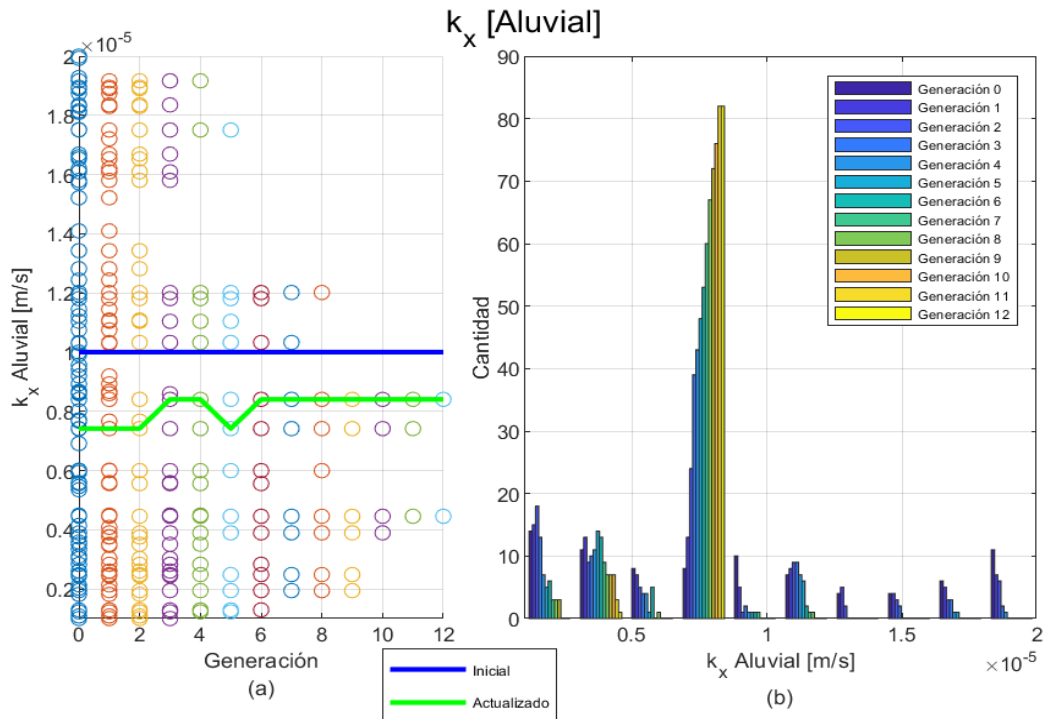 k_x [Aluvial]
×10^-5
2
1.8
1.6
1.4
1.2
1
0.8
0.6
0.4
0.2
k_x Aluvial [m/s]
0 2 4 6 8 10 12
Generación
(a)
Inicial
Actualizado
90
80
70
60
50
40
30
20
10
0
Cantidad
Generación 0
Generación 1
Generación 2
Generación 3
Generación 4
Generación 5
Generación 6
Generación 7
Generación 8
Generación 9
Generación 10
Generación 11
Generación 12
0.5 1 1.5 2
k_x Aluvial [m/s]
×10^-5
(b)